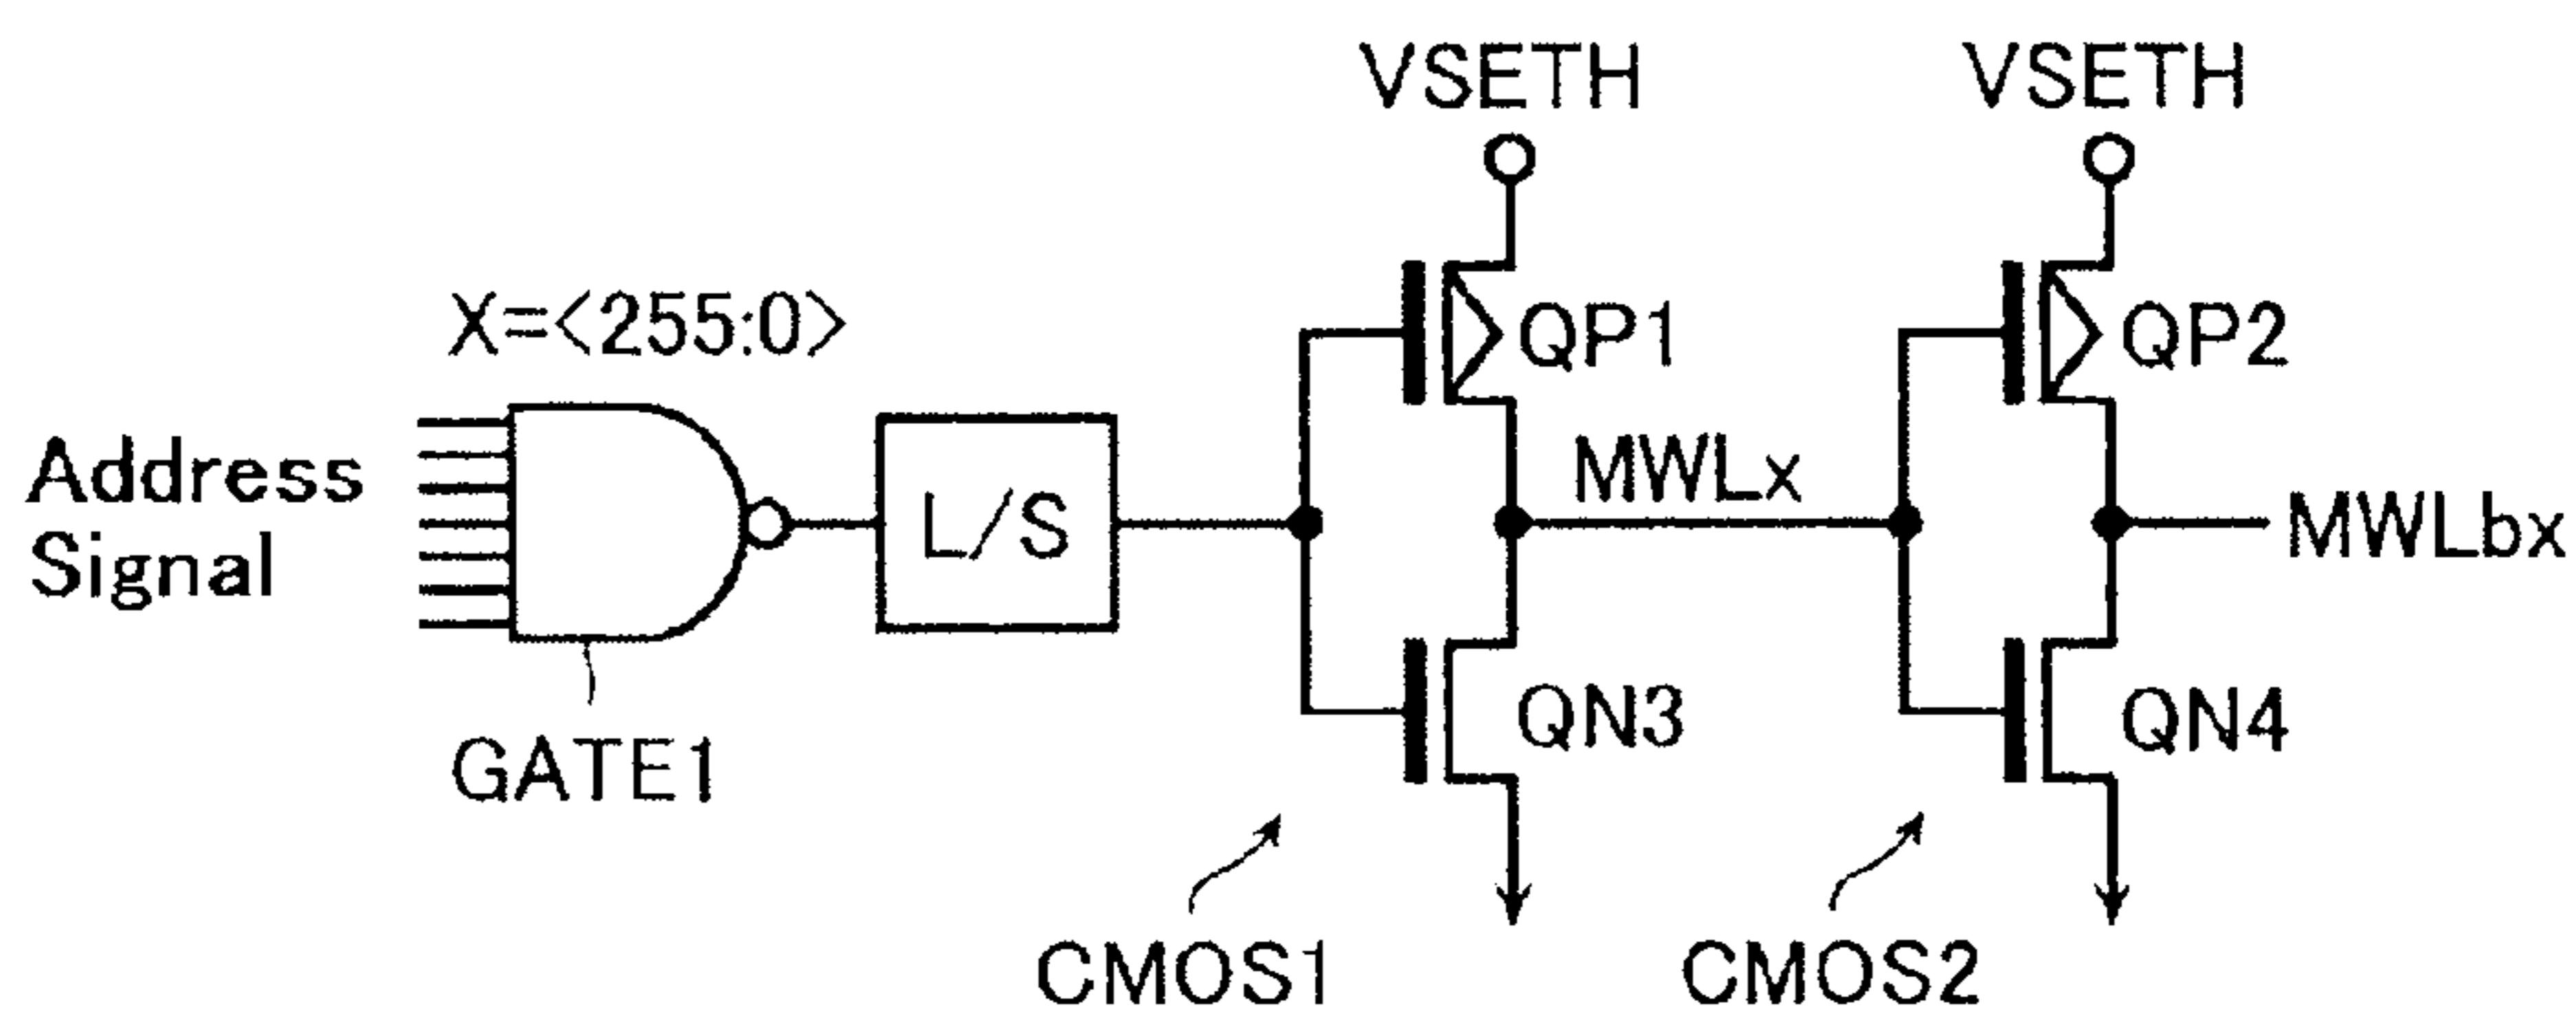 VSETH
VSETH
X=<255:0>
QP1
QP2
Address
Signal
L/S
MWLx
MWLbx
GATE1
QN3
QN4
CMOS1
CMOS2